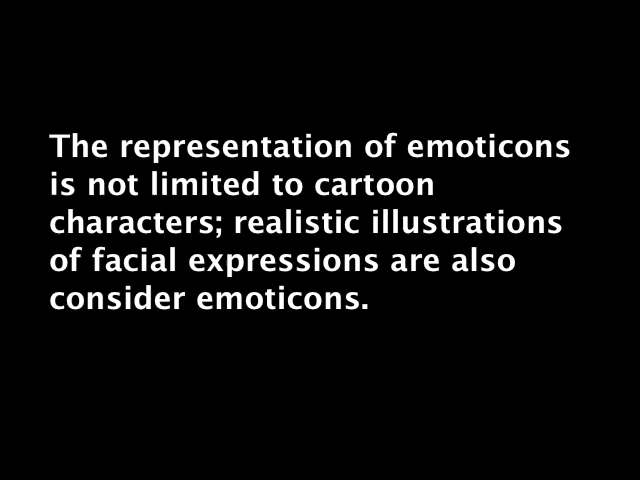 The representation of emoticons
is not limited to cartoon
characters; realistic illustrations
of facial expressions are also
consider emoticons.